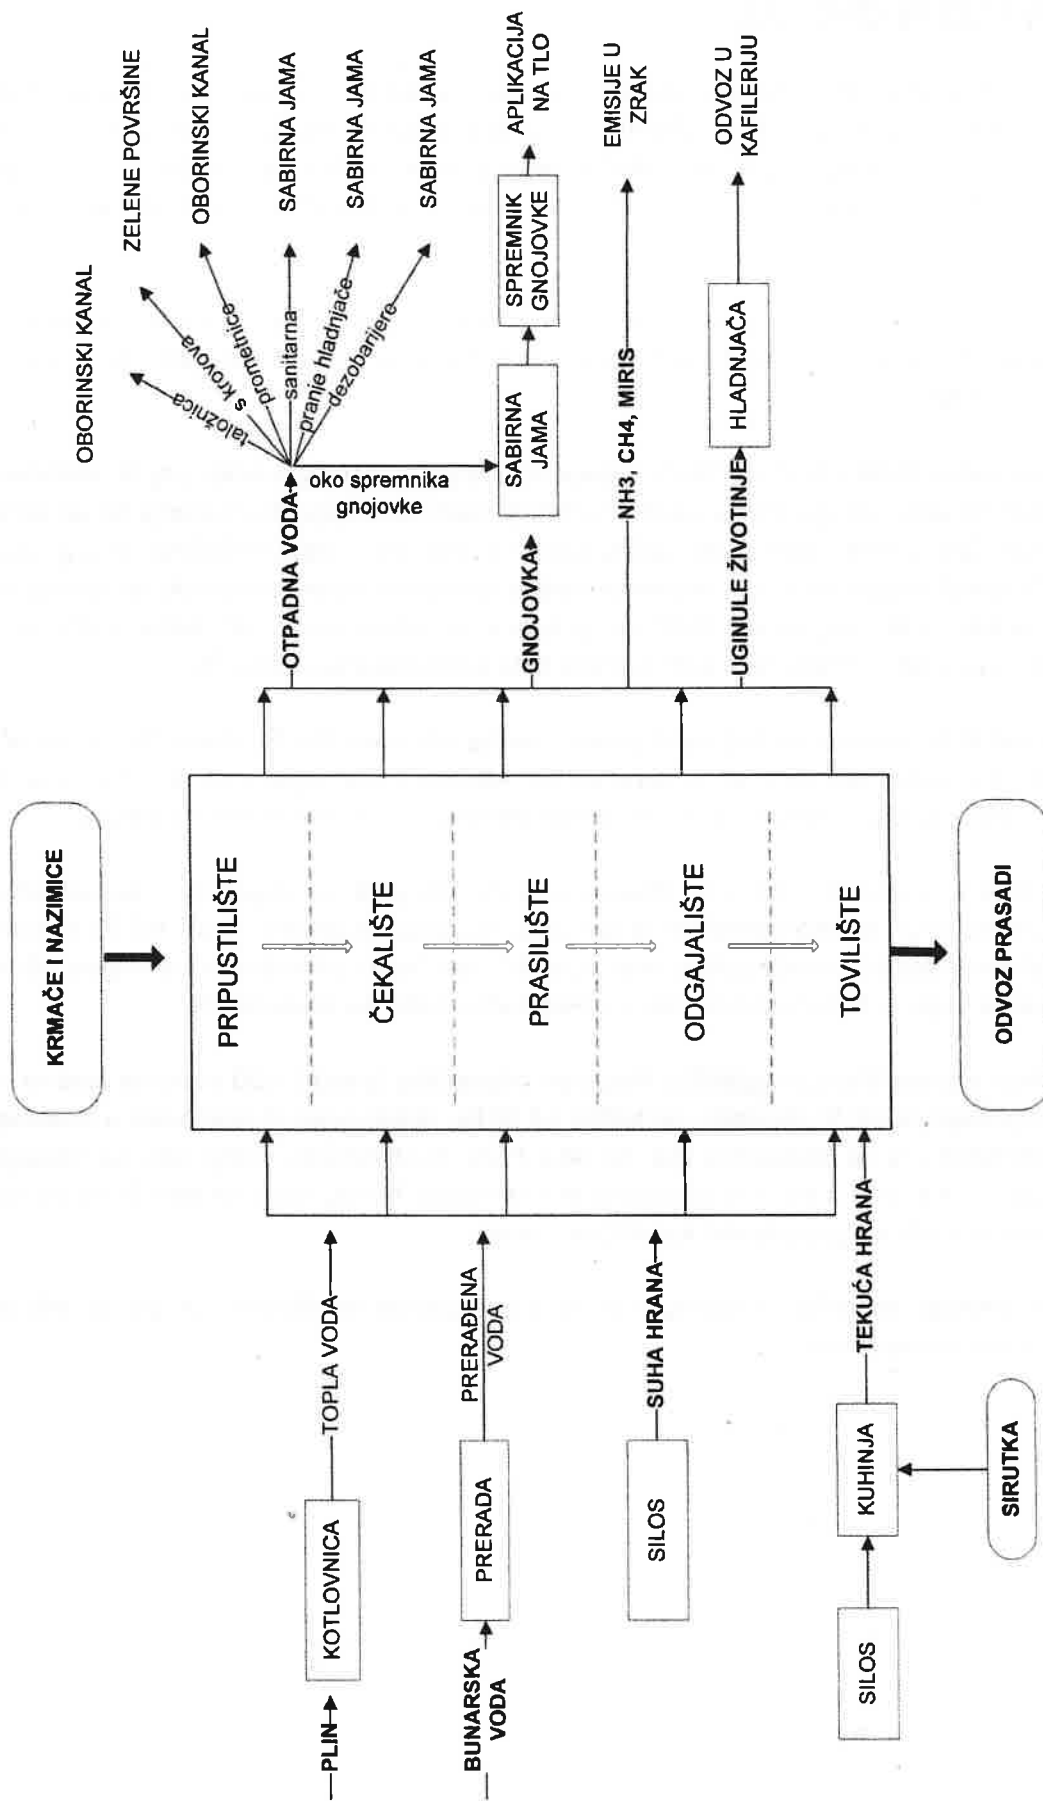 KRMAČE I NAZIMICE
PLIN
KOTLOVNICA
TOPLA VODA
BUNARSKA
VODA
PRERADA
PRERAĐENA
VODA
SILOS
SUHA HRANA
SILOS
KUHINJA
TEKUĆA HRANA
SIRUTKA
PRIPUSTILIŠTE
ČEKALIŠTE
PRASILIŠTE
ODGAJALIŠTE
TOVILIŠTE
ODVOZ PRASADI
OTPADNA VODA
taložnica
OBORINSKI KANAL
s krovova
ZELENE POVRŠINE
prometnice
OBORINSKI KANAL
sanitarna
SABIRNA JAMA
pranje hladnjače
SABIRNA JAMA
dezobarijere
SABIRNA JAMA
oko spremnika
gnojovke
GNOJOVKA
SABIRNA
JAMA
SPREMNIK
GNOJOVKE
APLIKACIJA
NA TLO
NH3, CH4, MIRIS
EMISIJE U
ZRAK
UGINULE ŽIVOTINJE
HLADNJAČA
ODVOZ U
KAFILERIJU